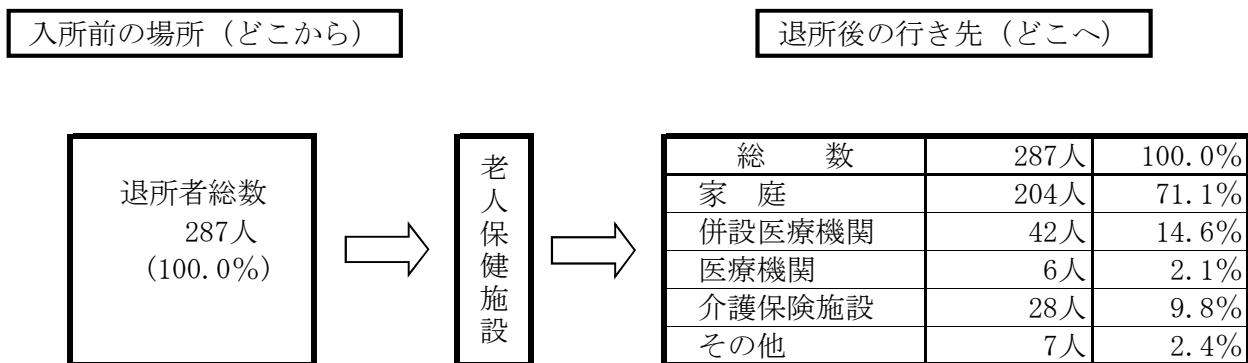 入所前の場所（どこから）
退所後の行き先（どこへ）
退所者総数
287人
(100.0%)
老人保健施設
総　数 287人 100.0%
家　庭 204人 71.1%
併設医療機関 42人 14.6%
医療機関 6人 2.1%
介護保険施設 28人 9.8%
その他 7人 2.4%